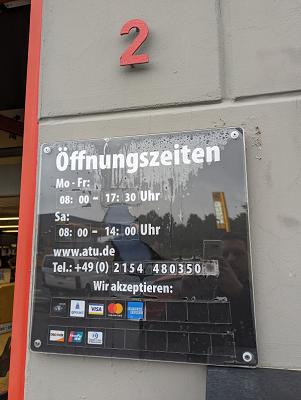 2
Öffnungszeiten
Mo - Fr:
08: 00 - 17: 30 Uhr
Sa:
08: 00 - 14: 00 Uhr
www.atu.de
Tel.: +49 (0) 2154 480350
Wir akzeptieren:
VISA